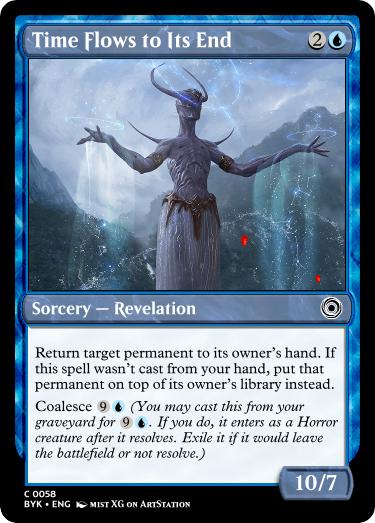 Time Flows to Its End 2
Sorcery — Revelation
Return target permanent to its owner's hand. If
this spell wasn't cast from your hand, put that
permanent on top of its owner's library instead.
Coalesce 9 (You may cast this from your
graveyard for 9 . If you do, it enters as a Horror
creature after it resolves. Exile it if it would leave
the battlefield or not resolve.)
10/7
C 0058
BYK • ENG MIST XG ON ARTSTATION